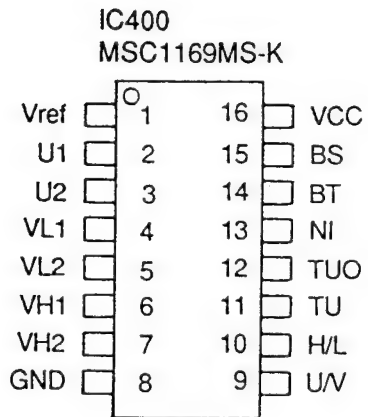 IC400
MSC1169MS-K
Vref 1 16 VCC
U1 2 15 BS
U2 3 14 BT
VL1 4 13 NI
VL2 5 12 TUO
VH1 6 11 TU
VH2 7 10 H/L
GND 8 9 U/V